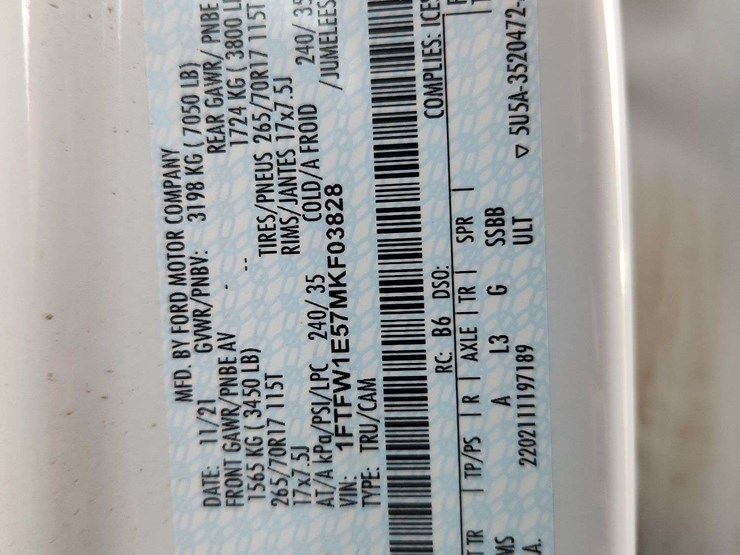 MFD. BY FORD MOTOR COMPANY
DATE: 11/21 GVWR/PNBV: 3198 KG ( 7050 LB)
FRONT GAWR/PNBE AV - REAR GAWR/ PNBE
1565 KG ( 3450 LB) -- 1724 KG ( 3800
265/70R17 115T TIRES/PNEUS 265/70R17 115T
17x7.5J RIMS/JANTES 17x7.5J
AT/A kPa/PSI/LPC 240/ 35 COLD/A FROID 240/ 35
VIN: 1FTFW1E57MKF03828 /JUMELEES
TYPE: TRU/CAM
RC: B6 DSO: COMPLIES:
TR | TP/PS | R | AXLE | TR | SPR |
MS A L3 G SSBB
A. 2202111197189 ULT ▽ 5U5A-3520472-